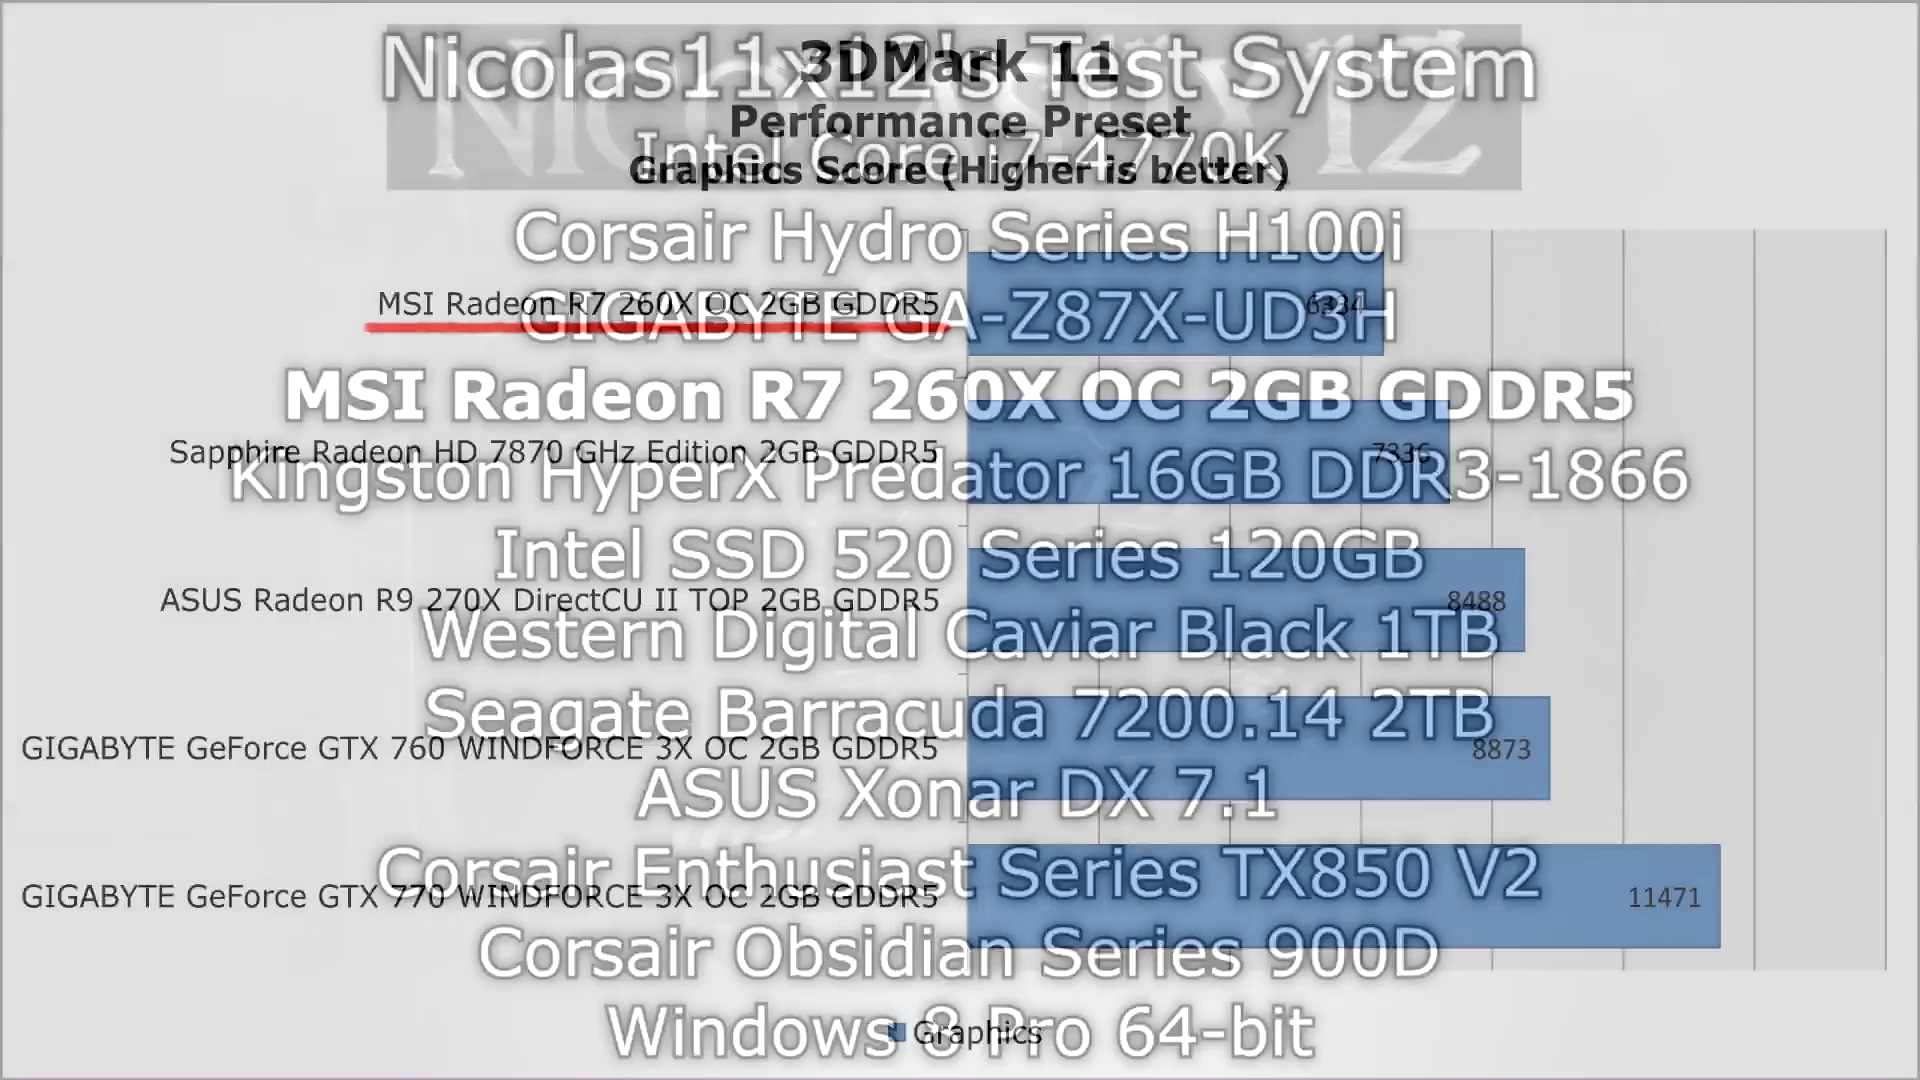 Nicolas11x12's Test System
3DMark 11
NICOLAS11X12
Performance Preset
Intel Core i7-4770K
Graphics Score (Higher is better)
Corsair Hydro Series H100i
MSI Radeon R7 260X OC 2GB GDDR5
GIGABYTE GA-Z87X-UD3H
MSI Radeon R7 260X OC 2GB GDDR5
Sapphire Radeon HD 7870 GHz Edition 2GB GDDR5 7336
Kingston HyperX Predator 16GB DDR3-1866
Intel SSD 520 Series 120GB
ASUS Radeon R9 270X DirectCU II TOP 2GB GDDR5 8488
Western Digital Caviar Black 1TB
Seagate Barracuda 7200.14 2TB
GIGABYTE GeForce GTX 760 WINDFORCE 3X OC 2GB GDDR5 8873
ASUS Xonar DX 7.1
Corsair Enthusiast Series TX850 V2
GIGABYTE GeForce GTX 770 WINDFORCE 3X OC 2GB GDDR5 11471
Corsair Obsidian Series 900D
Windows 8 Pro 64-bit
Graphics